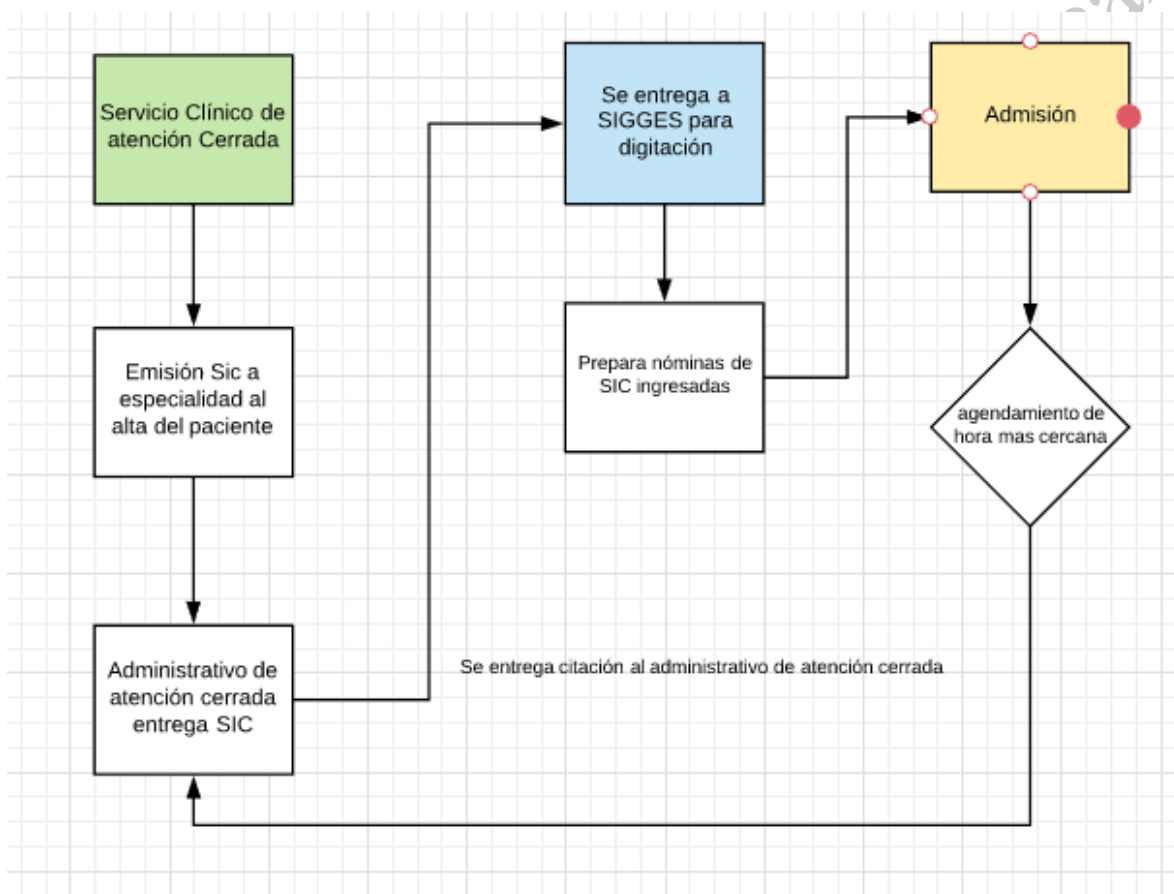 Servicio Clínico de
atención Cerrada
Emisión Sic a
especialidad al
alta del paciente
Administrativo de
atención cerrada
entrega SIC
Se entrega a
SIGGES para
digitación
Prepara nóminas de
SIC ingresadas
Admisión
agendamiento de
hora mas cercana
Se entrega citación al administrativo de atención cerrada